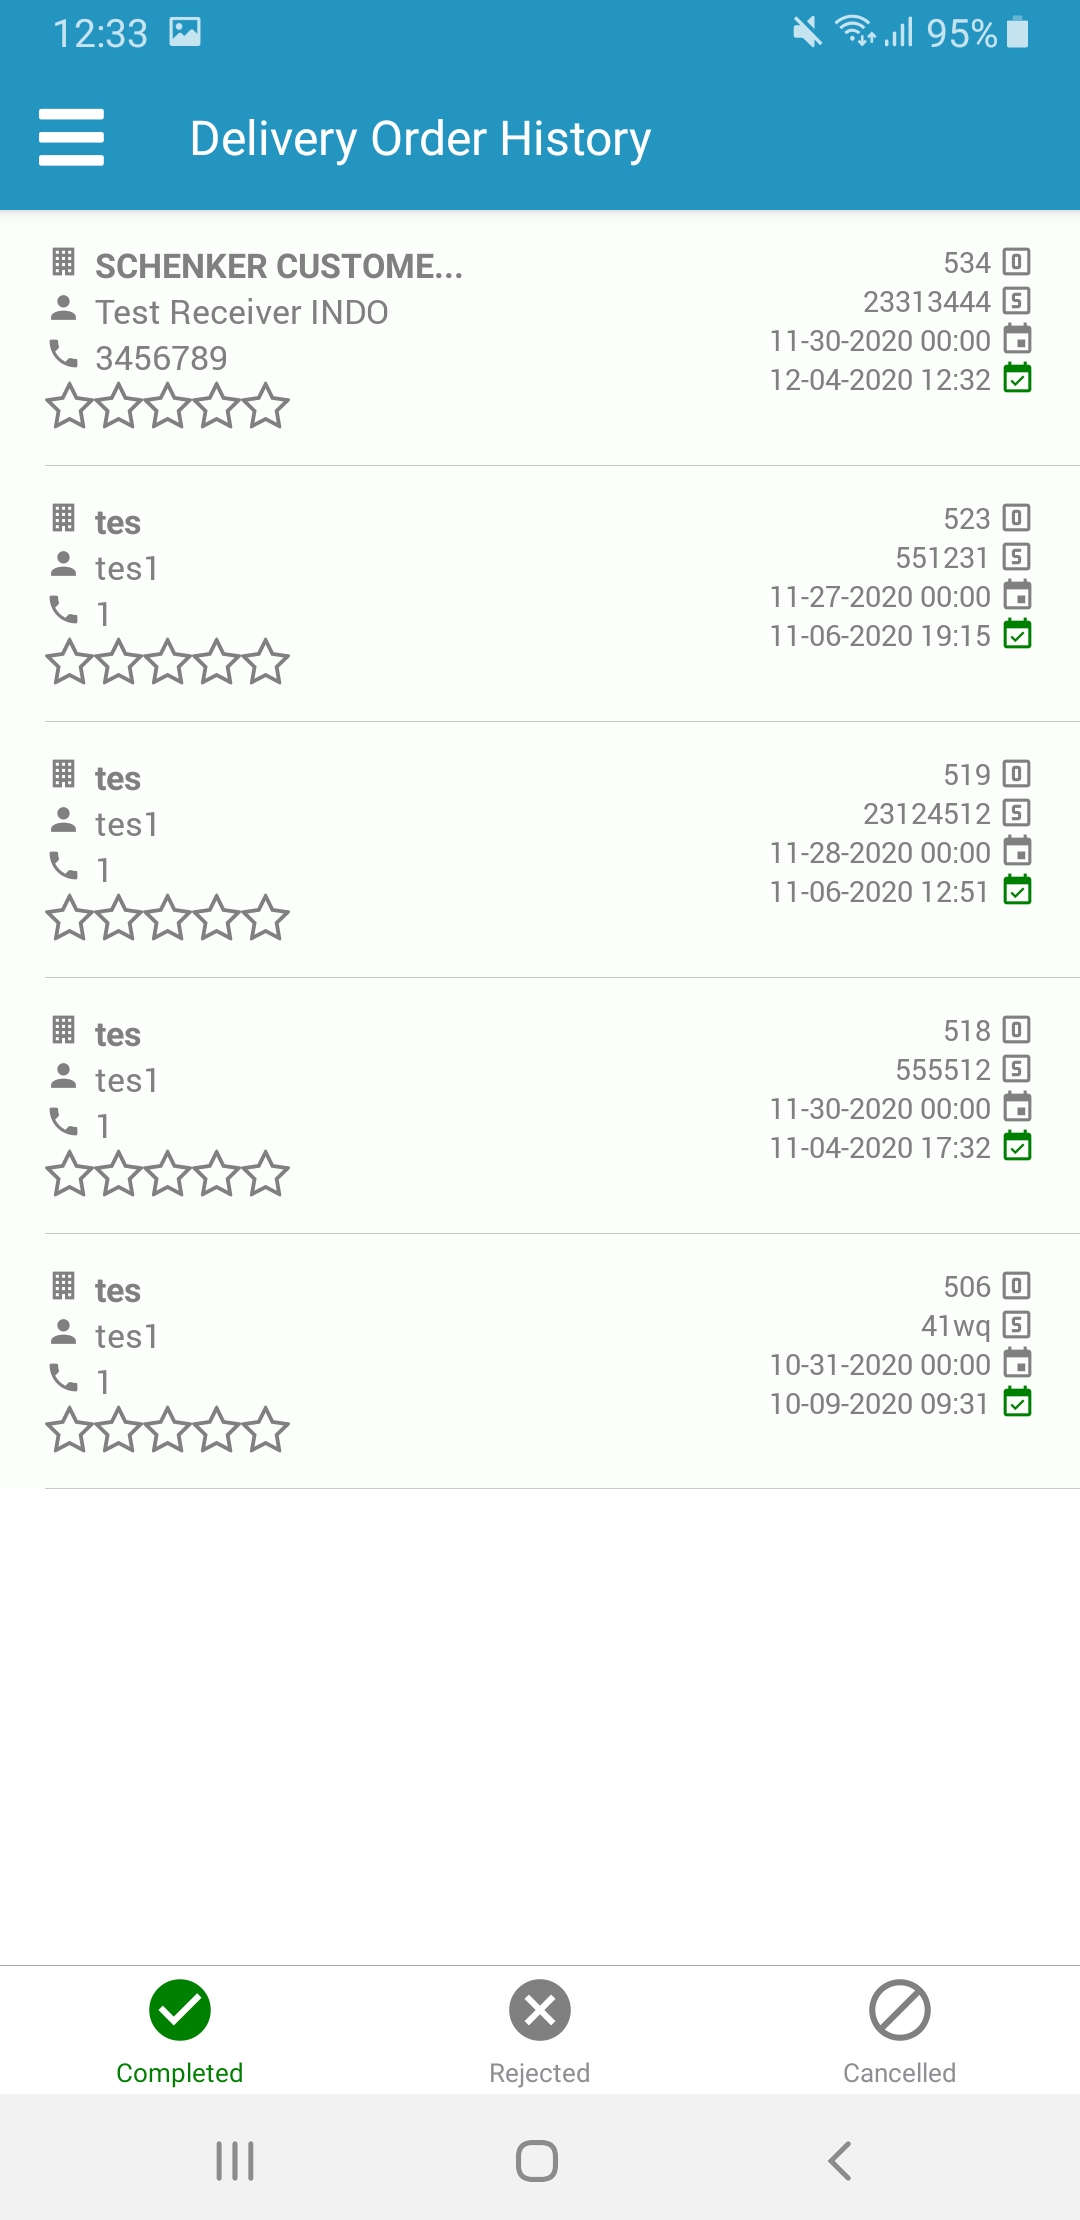 12:33 95%
Delivery Order History
SCHENKER CUSTOME...
Test Receiver INDO
3456789
534 O
23313444 S
11-30-2020 00:00
12-04-2020 12:32
tes
tes1
1
523 O
551231 S
11-27-2020 00:00
11-06-2020 19:15
tes
tes1
1
519 O
23124512 S
11-28-2020 00:00
11-06-2020 12:51
tes
tes1
1
518 O
555512 S
11-30-2020 00:00
11-04-2020 17:32
tes
tes1
1
506 O
41wq S
10-31-2020 00:00
10-09-2020 09:31
Completed Rejected Cancelled